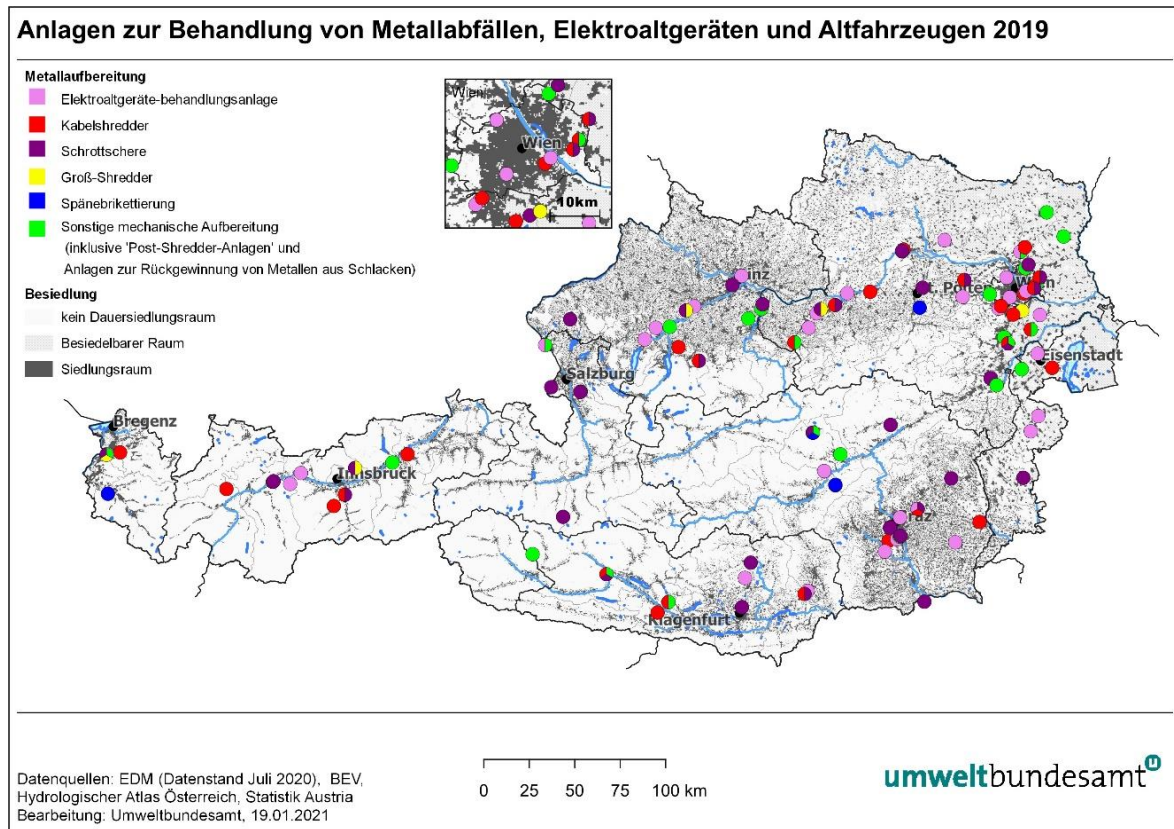 Anlagen zur Behandlung von Metallabfällen, Elektroaltgeräten und Altfahrzeugen 2019
Metallaufbereitung
Elektroaltgeräte-behandlungsanlage
Kabelshredder
Schrottschere
Groß-Shredder
Spänebrikettierung
Sonstige mechanische Aufbereitung
(inklusive 'Post-Shredder-Anlagen' und
Anlagen zur Rückgewinnung von Metallen aus Schlacken)
Besiedlung
kein Dauersiedlungsraum
Besiedelbarer Raum
Siedlungsraum
Wien
Wien
10km
Pölten
Wien
Eisenstadt
Salzburg
Bregenz
Innsbruck
Klagenfurt
Datenquellen: EDM (Datenstand Juli 2020), BEV,
Hydrologischer Atlas Österreich, Statistik Austria
Bearbeitung: Umweltbundesamt, 19.01.2021
0 25 50 75 100 km
umweltbundesamt